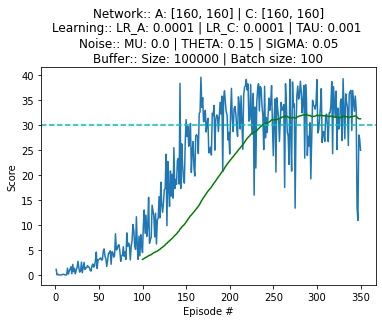 Network:: A: [160, 160] | C: [160, 160]
Learning:: LR_A: 0.0001 | LR_C: 0.0001 | TAU: 0.001
Noise:: MU: 0.0 | THETA: 0.15 | SIGMA: 0.05
Buffer:: Size: 100000 | Batch size: 100
40
35
30
25
20
15
10
5
0
Score
0 50 100 150 200 250 300 350
Episode #